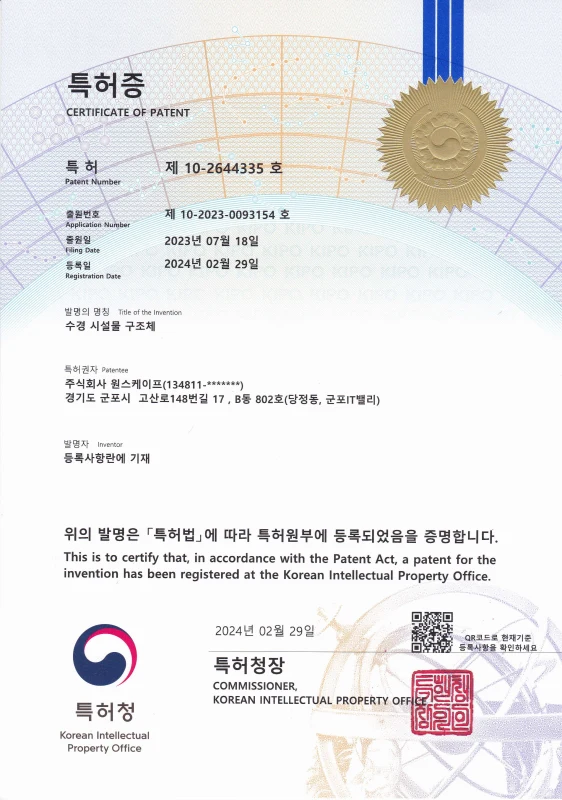 특허증
CERTIFICATE OF PATENT
특 허 제 10-2644335 호
Patent Number
출원번호 제 10-2023-0093154 호
Application Number
출원일 2023년 07월 18일
Filing Date
등록일 2024년 02월 29일
Registration Date
발명의 명칭 Title of the Invention
수경 시설물 구조체
특허권자 Patentee
주식회사 원스케이프(134811-*******)
경기도 군포시 고산로148번길 17 , B동 802호(당정동, 군포IT밸리)
발명자 Inventor
등록사항란에 기재
위의 발명은 「특허법」에 따라 특허원부에 등록되었음을 증명합니다.
This is to certify that, in accordance with the Patent Act, a patent for the
invention has been registered at the Korean Intellectual Property Office.
2024년 02월 29일
QR코드로 현재기준
등록사항을 확인하세요
특허청장
COMMISSIONER,
KOREAN INTELLECTUAL PROPERTY OFFICE
특허청
Korean Intellectual
Property Office
KIPO KIPO KIPO KIPO